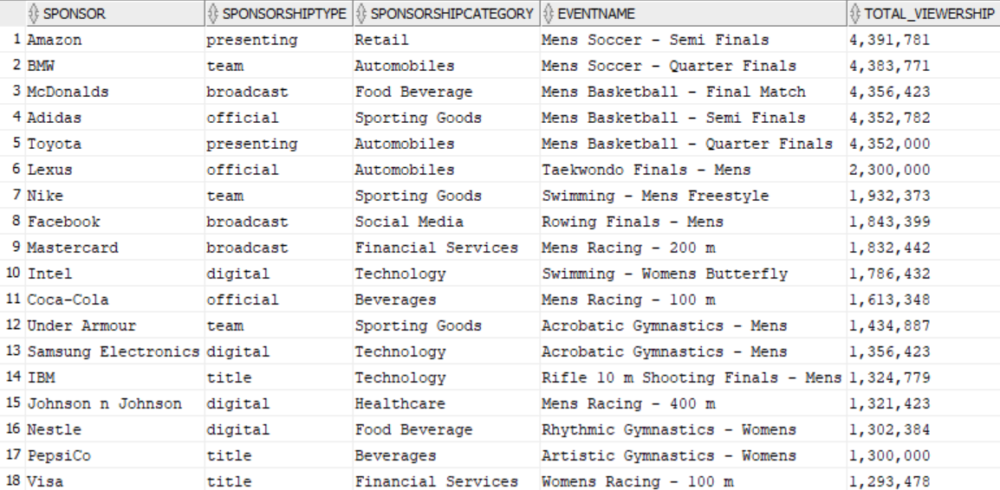 SPONSOR SPONSORSHIPTYPE SPONSORSHIPCATEGORY EVENTNAME TOTAL_VIEWERSHIP
1 Amazon presenting Retail Mens Soccer - Semi Finals 4,391,781
2 BMW team Automobiles Mens Soccer - Quarter Finals 4,383,771
3 McDonalds broadcast Food Beverage Mens Basketball - Final Match 4,356,423
4 Adidas official Sporting Goods Mens Basketball - Semi Finals 4,352,782
5 Toyota presenting Automobiles Mens Basketball - Quarter Finals 4,352,000
6 Lexus official Automobiles Taekwondo Finals - Mens 2,300,000
7 Nike team Sporting Goods Swimming - Mens Freestyle 1,932,373
8 Facebook broadcast Social Media Rowing Finals - Mens 1,843,399
9 Mastercard broadcast Financial Services Mens Racing - 200 m 1,832,442
10 Intel digital Technology Swimming - Womens Butterfly 1,786,432
11 Coca-Cola official Beverages Mens Racing - 100 m 1,613,348
12 Under Armour team Sporting Goods Acrobatic Gymnastics - Mens 1,434,887
13 Samsung Electronics digital Technology Acrobatic Gymnastics - Mens 1,356,423
14 IBM title Technology Rifle 10 m Shooting Finals - Mens 1,324,779
15 Johnson n Johnson digital Healthcare Mens Racing - 400 m 1,321,423
16 Nestle digital Food Beverage Rhythmic Gymnastics - Womens 1,302,384
17 PepsiCo title Beverages Artistic Gymnastics - Womens 1,300,000
18 Visa title Financial Services Womens Racing - 100 m 1,293,478